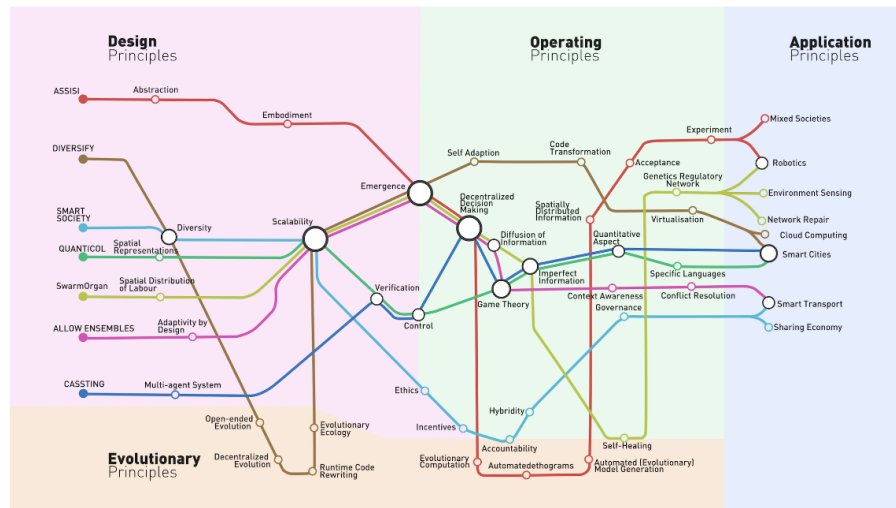 Design
Principles
Operating
Principles
Application
Principles
ASSISI
Abstraction
Embodiment
Mixed Societies
Experiment
DIVERSIFY
Self Adaption
Code
Transformation
Acceptance
Robotics
Genetics Regulatory
Network
Emergence
Environment Sensing
Decentralized
Decision
Making
Spatially
Distributed
Information
Virtualisation
Network Repair
SMART
SOCIETY
Diversity
Scalability
Cloud Computing
Diffusion of
Information
Quantitative
Aspect
QUANTICOL
Spatial
Representations
Smart Cities
Imperfect
Information
Specific Languages
SwarmOrgan
Spatial Distribution
of Labour
Verification
Game Theory
Context Awareness
Conflict Resolution
Smart Transport
Governance
ALLOW ENSEMBLES
Adaptivity by
Design
Control
Sharing Economy
CASSTING
Multi-agent System
Ethics
Hybridity
Open-ended
Evolution
Evolutionary
Ecology
Incentives
Accountability
Self-Healing
Evolutionary
Principles
Decentralized
Evolution
Runtime Code
Rewriting
Evolutionary
Computation
Automatedethograms
Automated (Evolutionary)
Model Generation